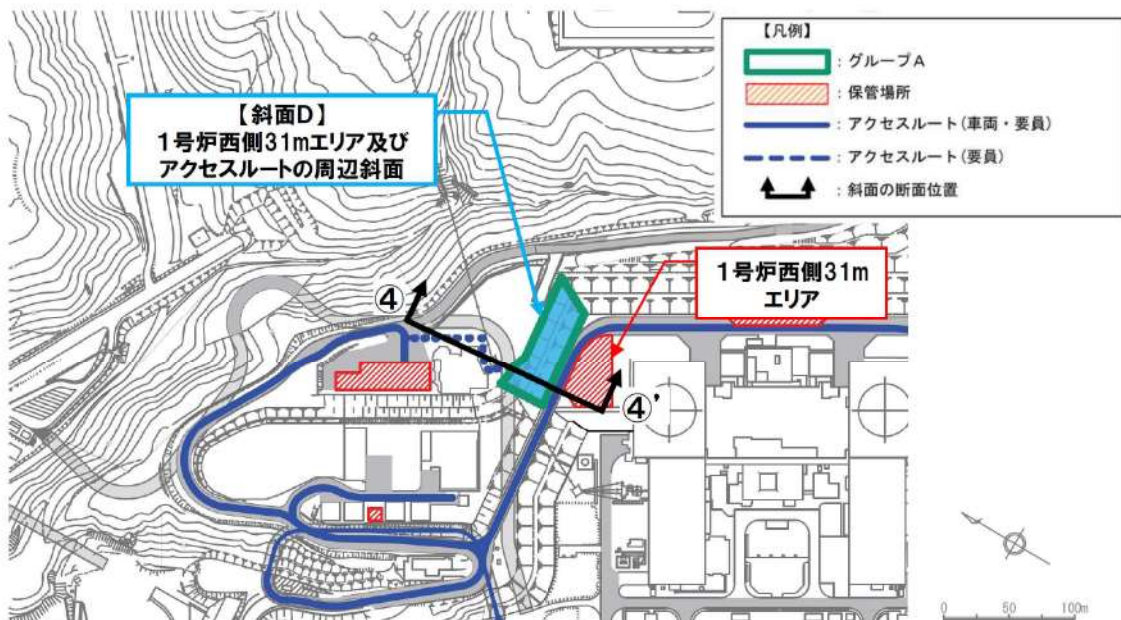 【凡例】
: グループA
: 保管場所
: アクセスルート(車両・要員)
: アクセスルート(要員)
: 斜面の断面位置
【斜面D】
1号炉西側31mエリア及び
アクセスルートの周辺斜面
1号炉西側31m
エリア
④
④'
0 50 100m